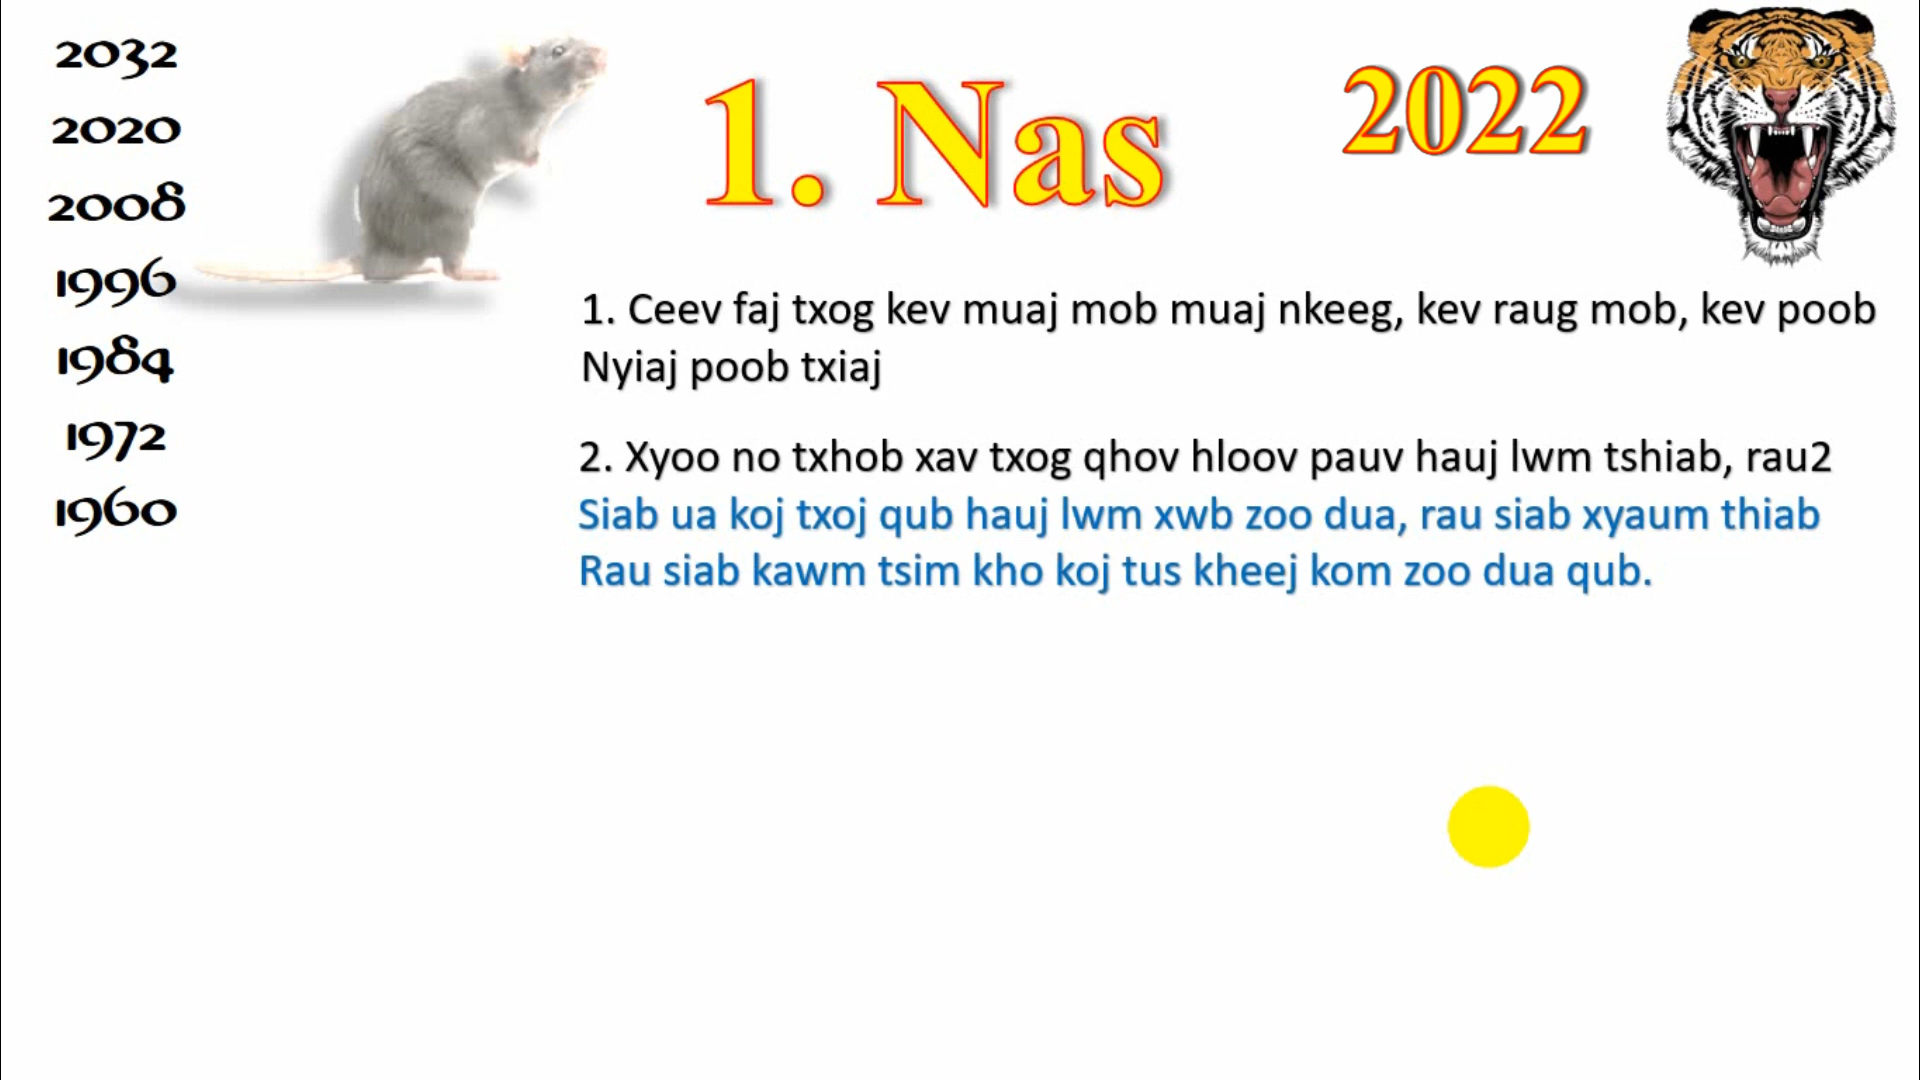 2032
2020
2008
1996
1984
1972
1960
1. Nas
2022
1. Ceev faj txog kev muaj mob muaj nkeeg, kev raug mob, kev poob
Nyiaj poob txiaj
2. Xyoo no txhob xav txog qhov hloov pauv hauj lwm tshiab, rau2
Siab ua koj txoj qub hauj lwm xwb zoo dua, rau siab xyaum thiab
Rau siab kawm tsim kho koj tus kheej kom zoo dua qub.